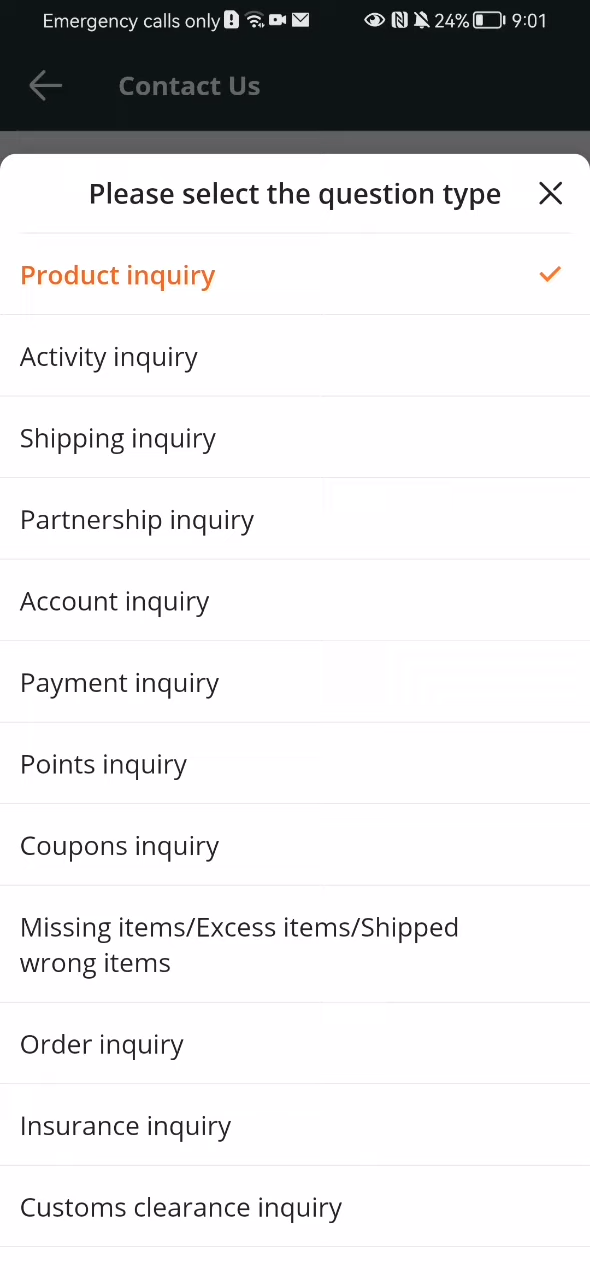 Emergency calls only 24% 9:01
Contact Us
Please select the question type
Product inquiry
Activity inquiry
Shipping inquiry
Partnership inquiry
Account inquiry
Payment inquiry
Points inquiry
Coupons inquiry
Missing items/Excess items/Shipped
wrong items
Order inquiry
Insurance inquiry
Customs clearance inquiry